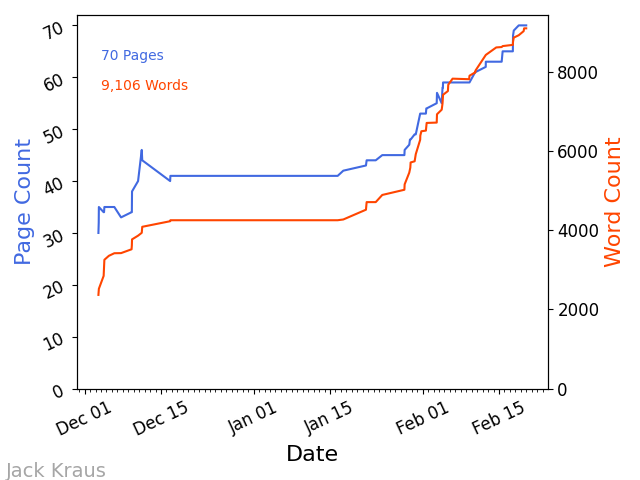 70 Pages
9,106 Words
70
60
50
40
30
20
10
0
Page Count
8000
6000
4000
2000
0
Word Count
Dec 01
Dec 15
Jan 01
Jan 15
Feb 01
Feb 15
Date
Jack Kraus